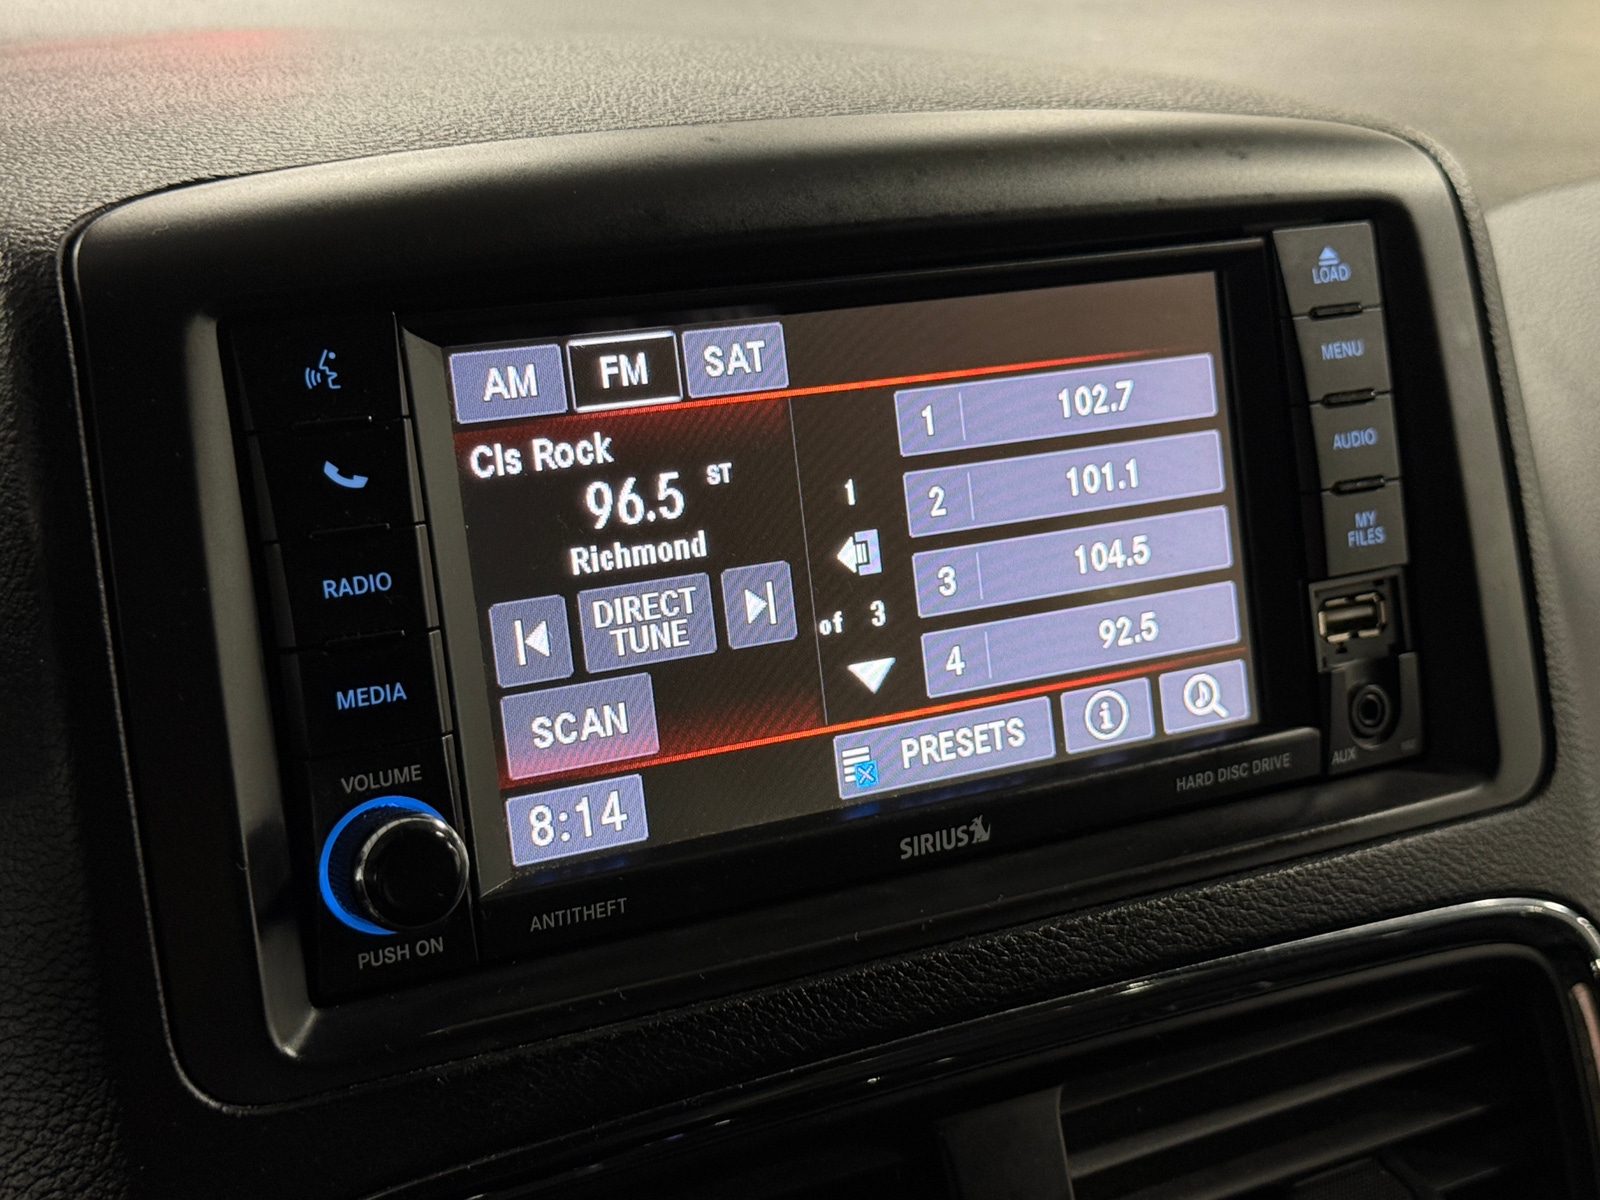 AM
FM
SAT
Cls Rock
96.5 ST
Richmond
DIRECT
TUNE
SCAN
8:14
1
of 3
1 102.7
2 101.1
3 104.5
4 92.5
PRESETS
i
RADIO
MEDIA
VOLUME
PUSH ON
ANTITHEFT
SIRIUS
HARD DISC DRIVE
LOAD
MENU
AUDIO
MY
FILES
AUX